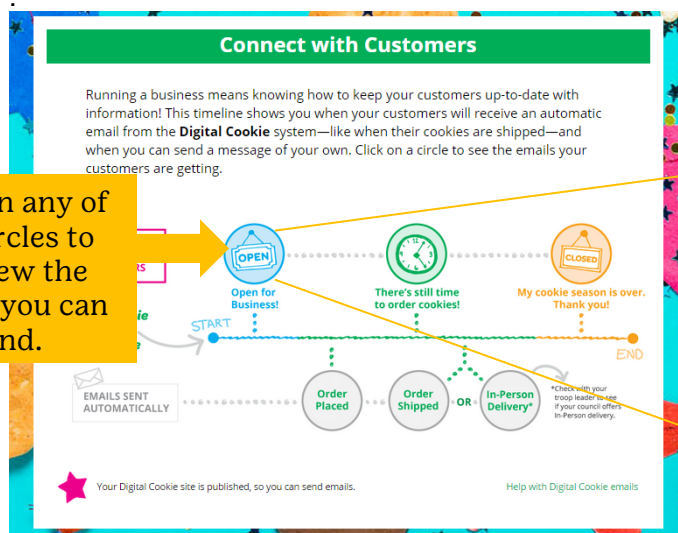 Connect with Customers
Running a business means knowing how to keep your customers up-to-date with
information! This timeline shows you when your customers will receive an automatic
email from the Digital Cookie system—like when their cookies are shipped—and
when you can send a message of your own. Click on a circle to see the emails your
customers are getting.
n any of
rcles to
ew the
you can
nd.
RS
kie
e
OPEN
CLOSED
Open for
Business!
There's still time
to order cookies!
My cookie season is over.
Thank you!
START
END
EMAILS SENT
AUTOMATICALLY
Order
Placed
Order
Shipped
OR
In-Person
Delivery*
*Check with your
troop leader to see
if your council offers
In-Person delivery.
Your Digital Cookie site is published, so you can send emails.
Help with Digital Cookie emails